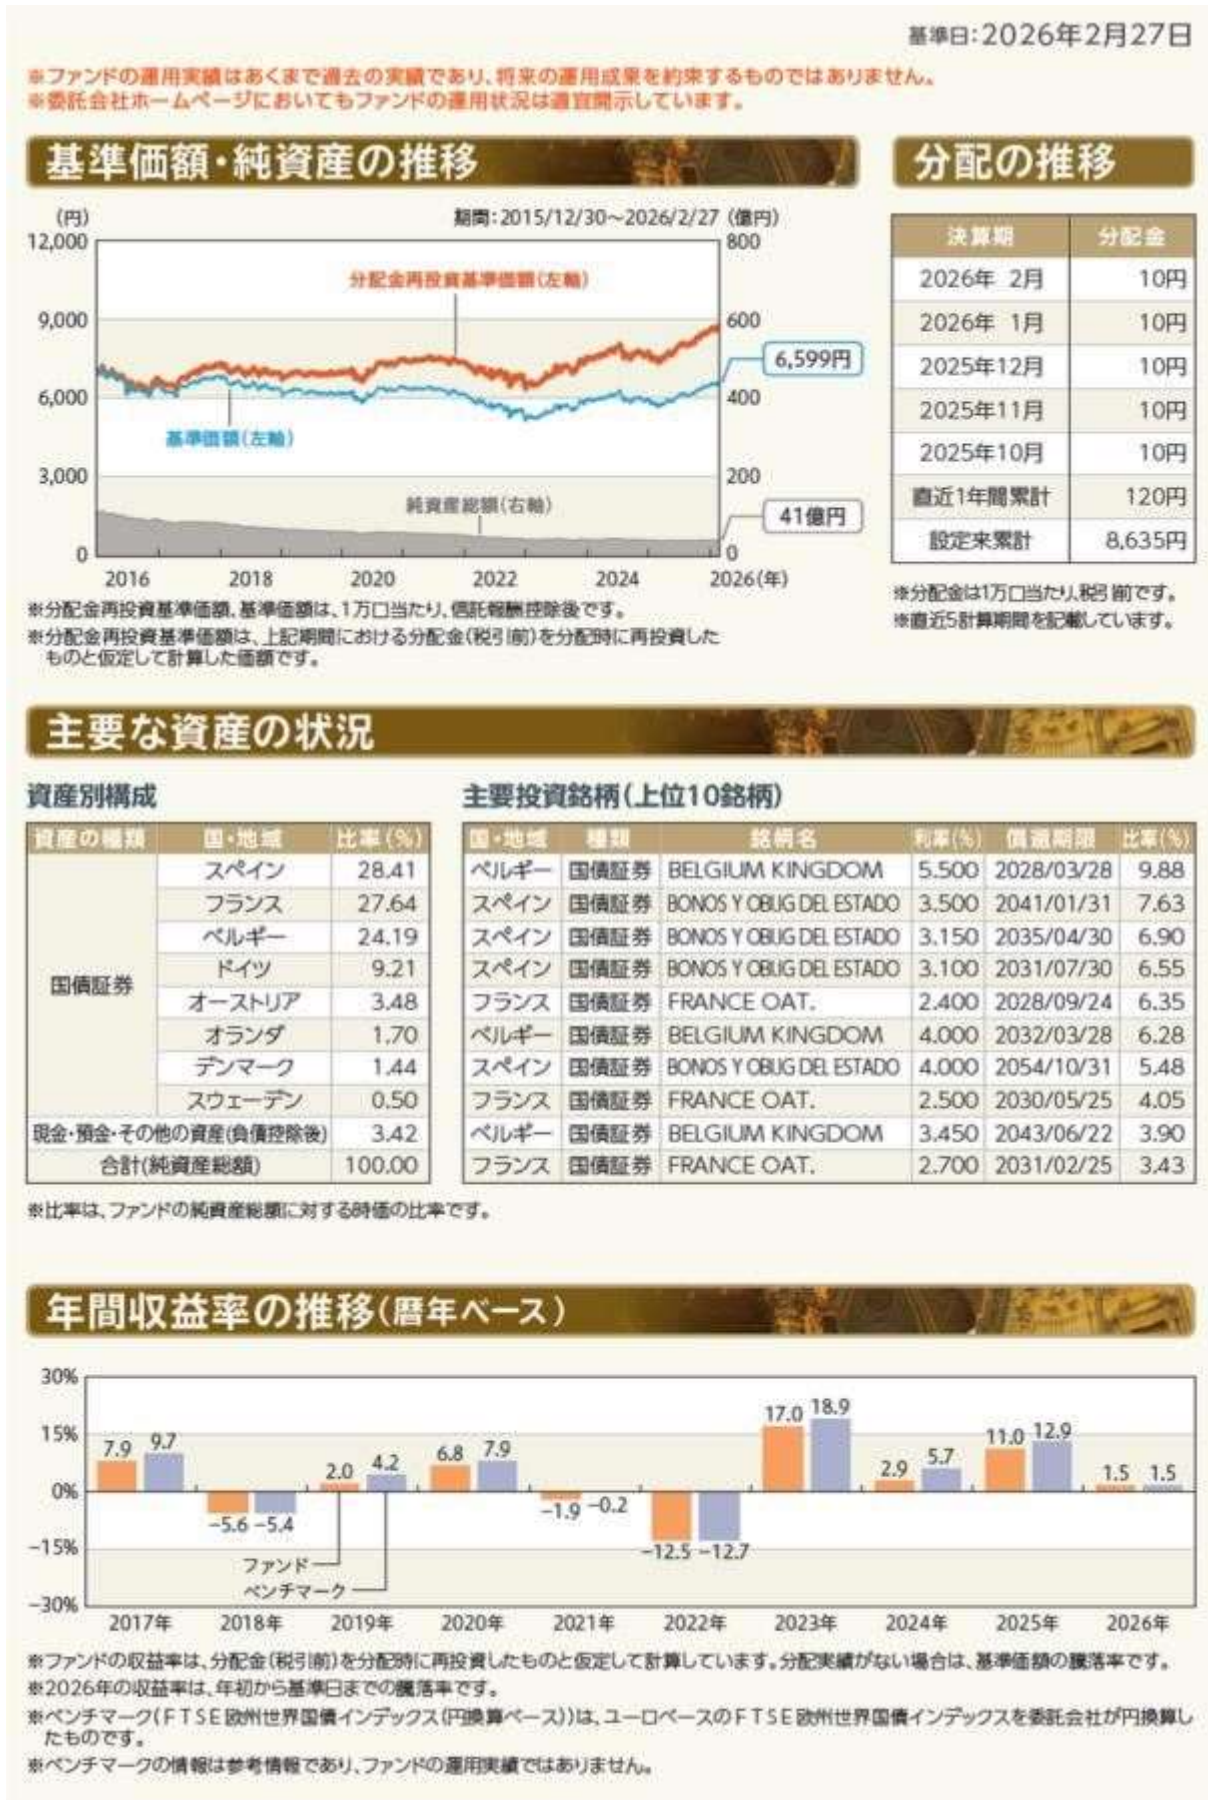 基準日:2026年2月27日
※ファンドの運用実績はあくまで過去の実績であり、将来の運用成果を約束するものではありません。
※委託会社ホームページにおいてもファンドの運用状況は適宜開示しています。
基準価額・純資産の推移
(円)
期間:2015/12/30～2026/2/27
(億円)
12,000
9,000
6,000
3,000
0
800
600
400
200
0
分配金再投資基準価額(左軸)
基準価額(左軸)
純資産総額(右軸)
6,599円
41億円
2016 2018 2020 2022 2024 2026(年)
※分配金再投資基準価額、基準価額は、1万口当たり、信託報酬控除後です。
※分配金再投資基準価額は、上記期間における分配金(税引前)を分配時に再投資した
ものと仮定して計算した価額です。
分配の推移
決算期 分配金
2026年 2月 10円
2026年 1月 10円
2025年12月 10円
2025年11月 10円
2025年10月 10円
直近1年間累計 120円
設定来累計 8,635円
※分配金は1万口当たり、税引前です。
※直近5計算期間を記載しています。
主要な資産の状況
資産別構成
資産の種類 国・地域 比率(%)
国債証券
スペイン 28.41
フランス 27.64
ベルギー 24.19
ドイツ 9.21
オーストリア 3.48
オランダ 1.70
デンマーク 1.44
スウェーデン 0.50
現金・預金・その他の資産(負債控除後) 3.42
合計(純資産総額) 100.00
主要投資銘柄(上位10銘柄)
国・地域 種類 銘柄名 利率(%) 償還期限 比率(%)
ベルギー 国債証券 BELGIUM KINGDOM 5.500 2028/03/28 9.88
スペイン 国債証券 BONOS Y OBLIG DEL ESTADO 3.500 2041/01/31 7.63
スペイン 国債証券 BONOS Y OBLIG DEL ESTADO 3.150 2035/04/30 6.90
スペイン 国債証券 BONOS Y OBLIG DEL ESTADO 3.100 2031/07/30 6.55
フランス 国債証券 FRANCE OAT. 2.400 2028/09/24 6.35
ベルギー 国債証券 BELGIUM KINGDOM 4.000 2032/03/28 6.28
スペイン 国債証券 BONOS Y OBLIG DEL ESTADO 4.000 2054/10/31 5.48
フランス 国債証券 FRANCE OAT. 2.500 2030/05/25 4.05
ベルギー 国債証券 BELGIUM KINGDOM 3.450 2043/06/22 3.90
フランス 国債証券 FRANCE OAT. 2.700 2031/02/25 3.43
※比率は、ファンドの純資産総額に対する時価の比率です。
年間収益率の推移(暦年ベース)
30%
15%
0%
−15%
−30%
7.9 9.7
−5.6 −5.4
2.0 4.2
6.8 7.9
−1.9 −0.2
−12.5 −12.7
17.0 18.9
2.9 5.7
11.0 12.9
1.5 1.5
ファンド
ベンチマーク
2017年 2018年 2019年 2020年 2021年 2022年 2023年 2024年 2025年 2026年
※ファンドの収益率は、分配金(税引前)を分配時に再投資したものと仮定して計算しています。分配実績がない場合は、基準価額の騰落率です。
※2026年の収益率は、年初から基準日までの騰落率です。
※ベンチマーク(FTSE欧州世界国債インデックス(円換算ベース))は、ユーロベースのFTSE欧州世界国債インデックスを委託会社が円換算し
たものです。
※ベンチマークの情報は参考情報であり、ファンドの運用実績ではありません。